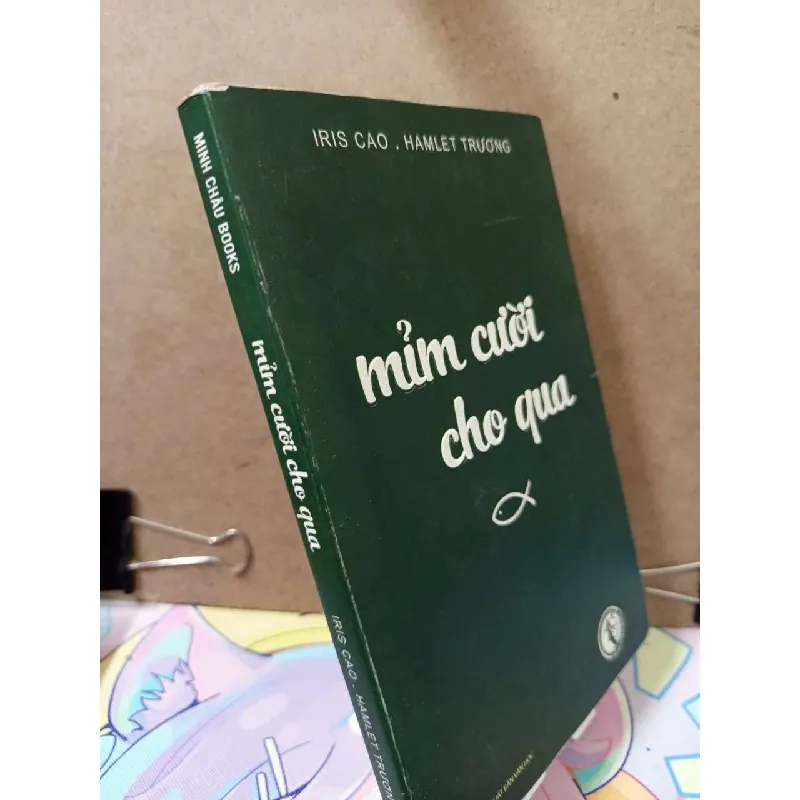 IRIS CAO . HAMLET TRƯƠNG
mỉm cười
cho qua
MINH CHÂU BOOKS
mỉm cười cho qua
IRIS CAO . HAMLET TRƯƠNG